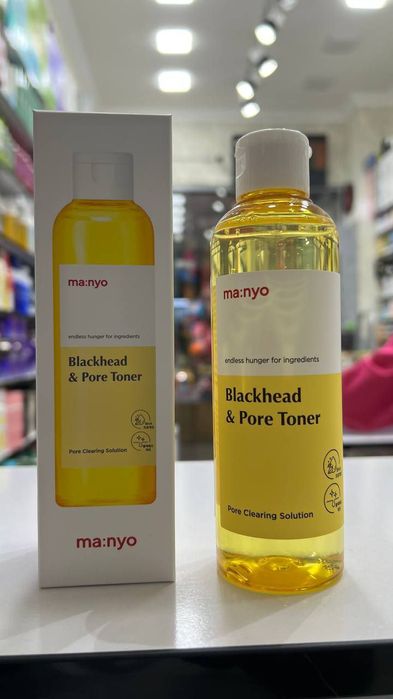 ma:nyo
endless hunger for ingredients
Blackhead
& Pore Toner
Pore Clearing Solution
ma:nyo
ma:nyo
endless hunger for ingredients
Blackhead
& Pore Toner
Pore Clearing Solution